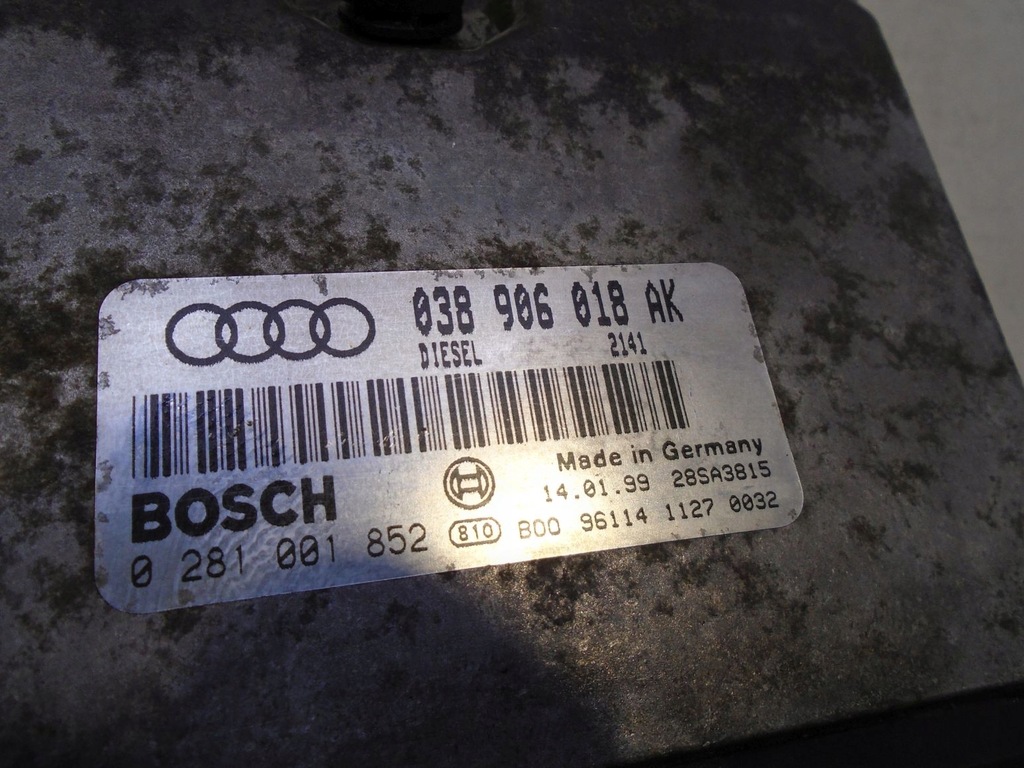 038 906 018 AK
DIESEL 2141
Made in Germany
BOSCH 14.01.99 28SA3815
0 281 001 852 810 B00 96114 1127 0032